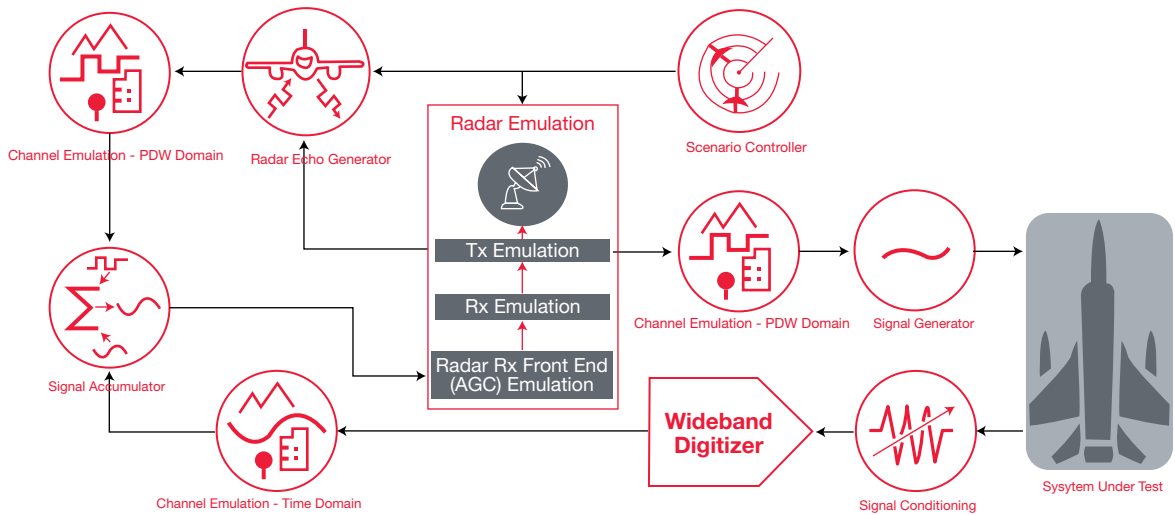 Radar Emulation
Scenario Controller
Channel Emulation - PDW Domain
Radar Echo Generator
Tx Emulation
Rx Emulation
Radar Rx Front End
(AGC) Emulation
Channel Emulation - PDW Domain
Signal Generator
Signal Accumulator
Wideband
Digitizer
Channel Emulation - Time Domain
Signal Conditioning
Sysytem Under Test